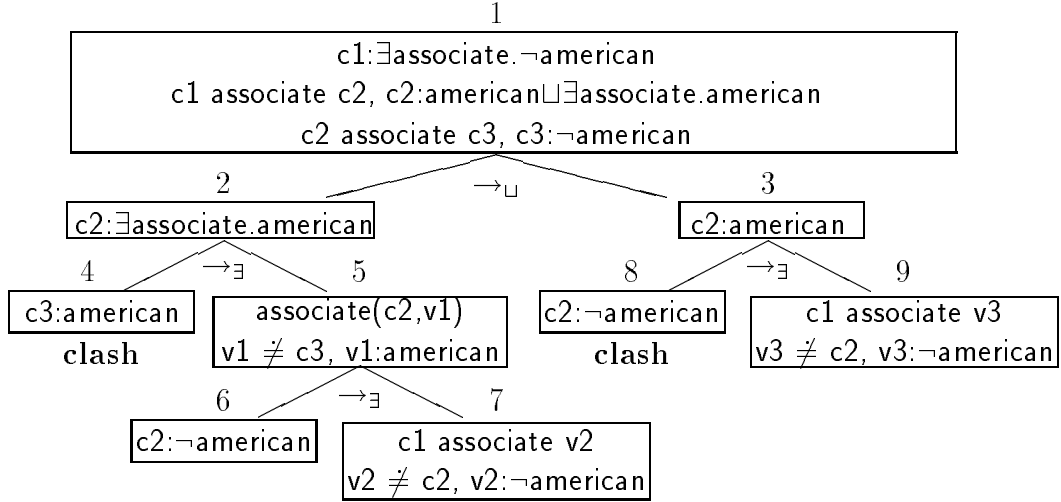 1
c1:∃associate.¬american
c1 associate c2, c2:american⊔∃associate.american
c2 associate c3, c3:¬american
→⊔
2
3
c2:∃associate.american
c2:american
4
→∃
5
8
→∃
9
c3:american
clash
associate(c2,v1)
v1 ≠̇ c3, v1:american
c2:¬american
clash
c1 associate v3
v3 ≠̇ c2, v3:¬american
6
→∃
7
c2:¬american
c1 associate v2
v2 ≠̇ c2, v2:¬american